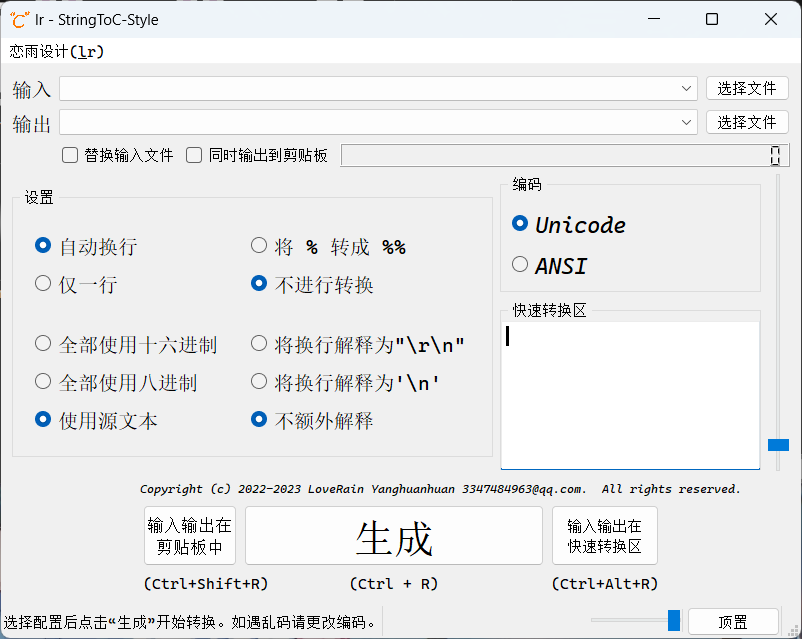 lr - StringToC-Style
恋雨设计(lr)
输入 选择文件
输出 选择文件
替换输入文件 同时输出到剪贴板 0
设置
自动换行 将 % 转成 %%
仅一行 不进行转换
全部使用十六进制 将换行解释为"\r\n"
全部使用八进制 将换行解释为'\n'
使用源文本 不额外解释
编码
Unicode
ANSI
快速转换区
Copyright (c) 2022-2023 LoveRain Yanghuanhuan 3347484963@qq.com. All rights reserved.
输入输出在
剪贴板中
生成
输入输出在
快速转换区
(Ctrl+Shift+R) (Ctrl + R) (Ctrl+Alt+R)
选择配置后点击“生成”开始转换。如遇乱码请更改编码。 顶置